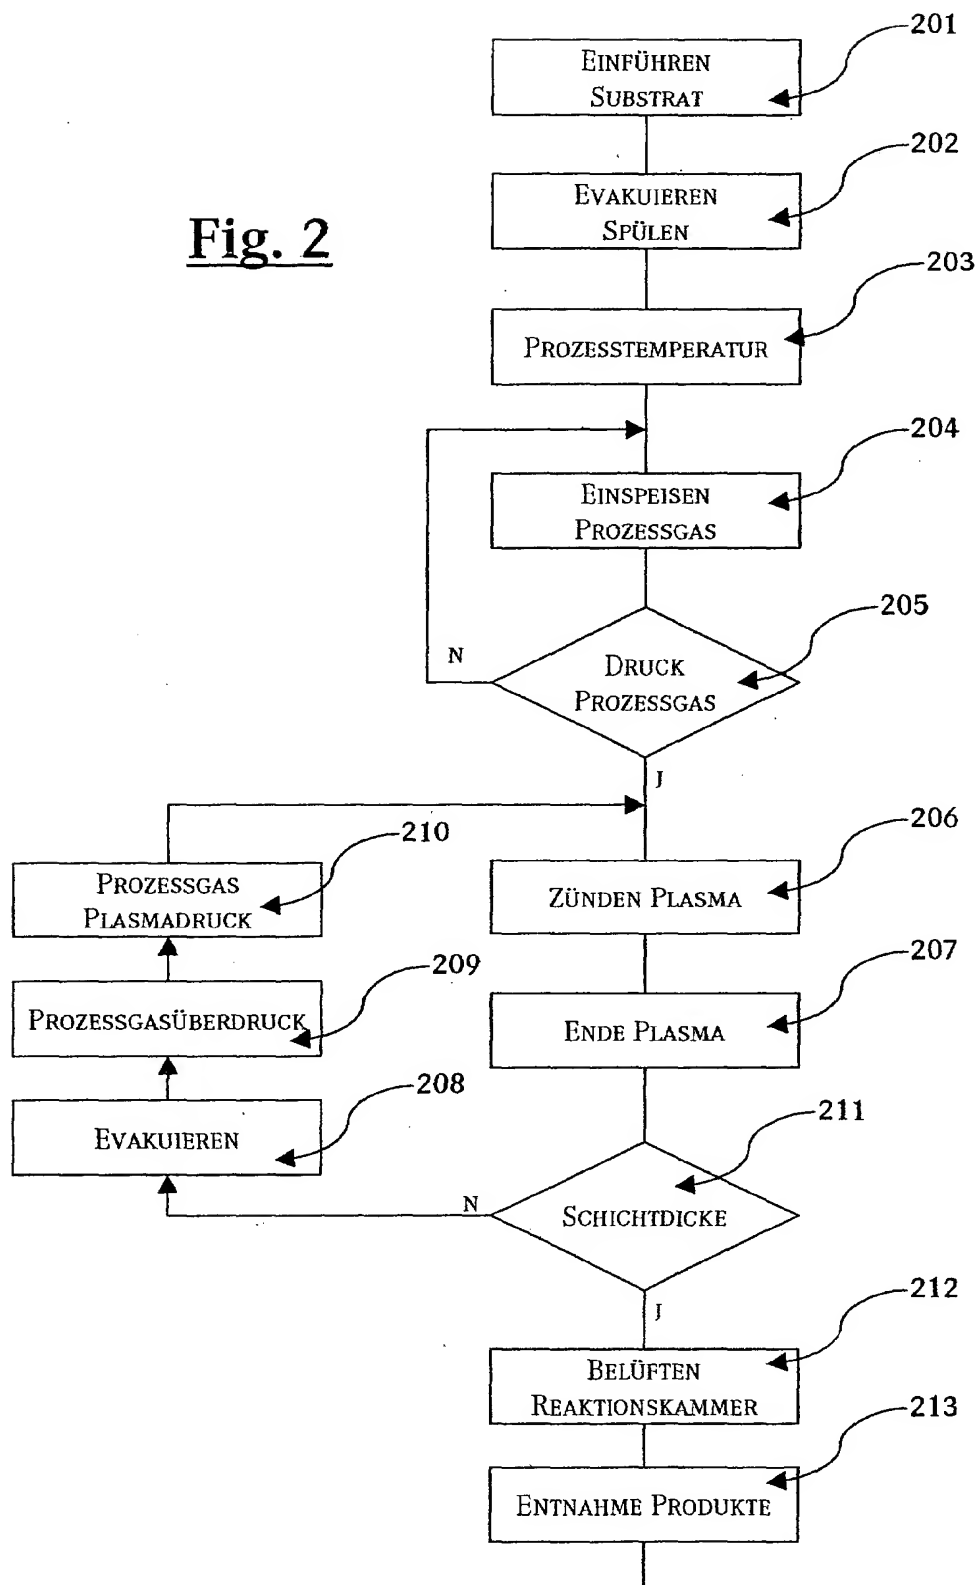 201
EINFÜHREN
SUBSTRAT
202
EVAKUIEREN
SPÜLEN
Fig. 2
203
PROZESSTEMPERATUR
204
EINSPEISEN
PROZESSGAS
205
N
DRUCK
PROZESSGAS
J
206
ZÜNDEN PLASMA
210
PROZESSGAS
PLASMADRUCK
207
ENDE PLASMA
209
PROZESSGASÜBERDRUCK
208
EVAKUIEREN
211
N
SCHICHTDICKE
J
212
BELÜFTEN
REAKTIONSKAMMER
213
ENTNAHME PRODUKTE